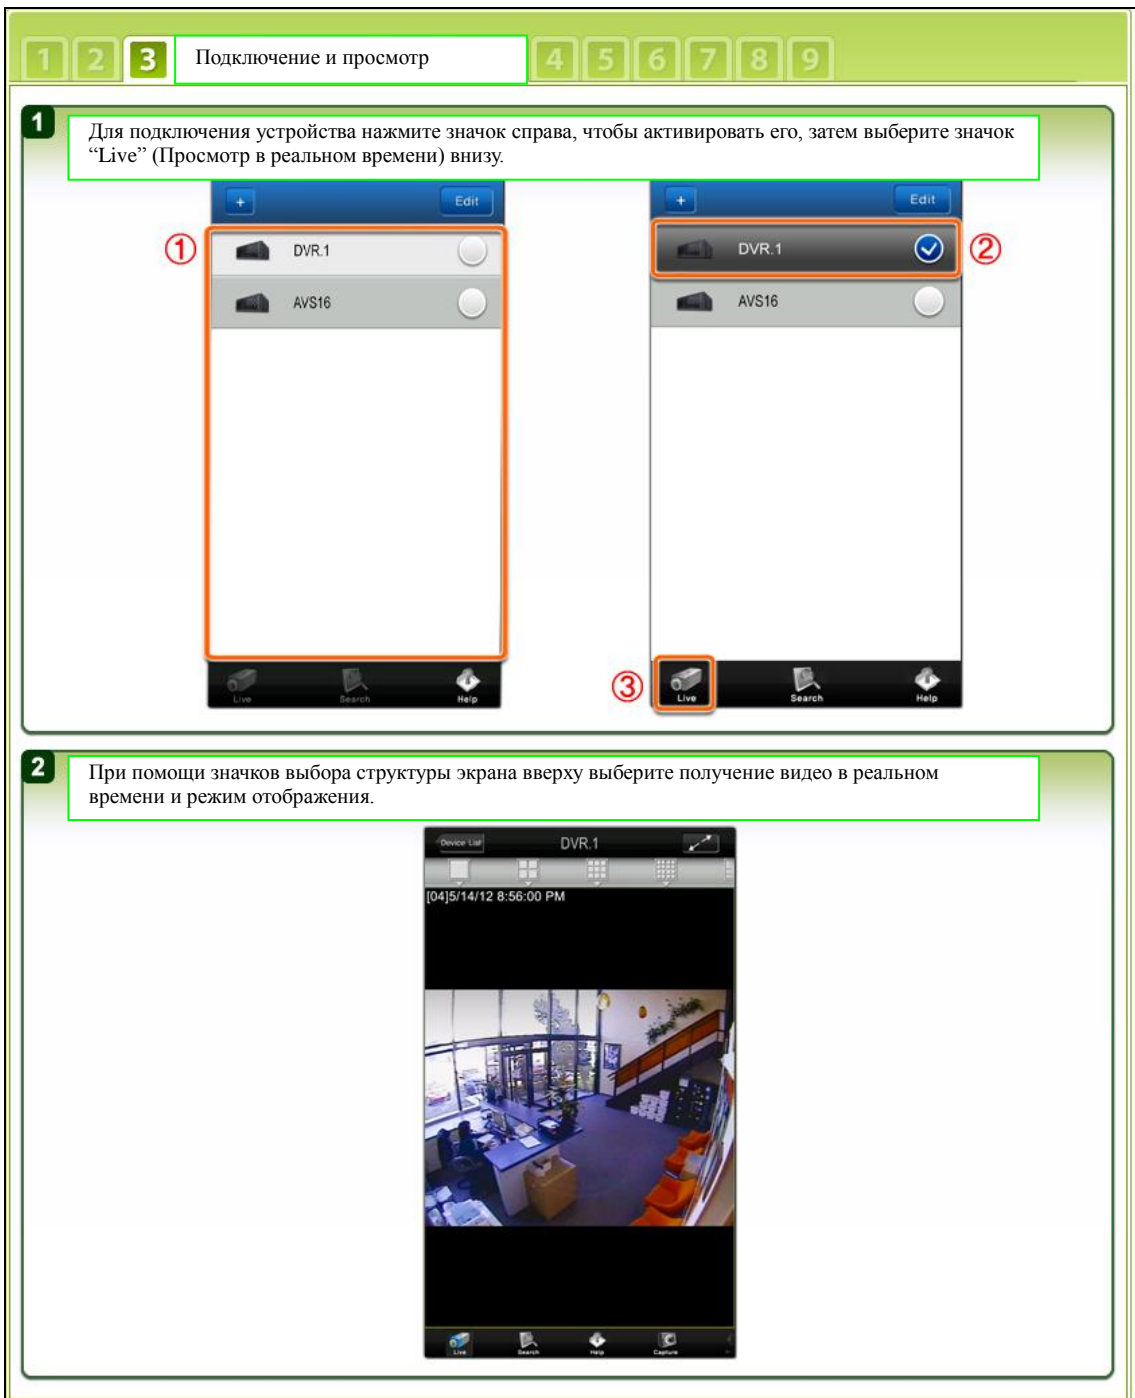 1 2 3 Подключение и просмотр 4 5 6 7 8 9
1
Для подключения устройства нажмите значок справа, чтобы активировать его, затем выберите значок
“Live” (Просмотр в реальном времени) внизу.
+ Edit
① DVR.1
AVS16
Live Search Help
+ Edit
DVR.1 ②
AVS16
③ Live Search Help
2
При помощи значков выбора структуры экрана вверху выберите получение видео в реальном
времени и режим отображения.
Device List DVR.1
[04]5/14/12 8:56:00 PM
Live Search Help Capture